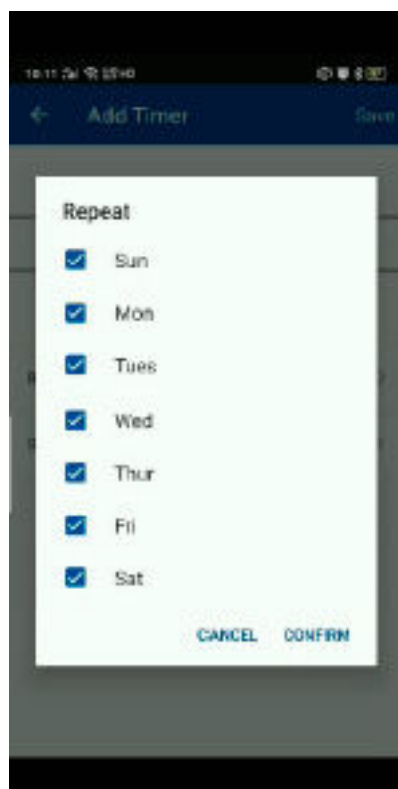 Add Timer
Save
Repeat
Sun
Mon
Tues
Wed
Thur
Fri
Sat
CANCEL CONFIRM